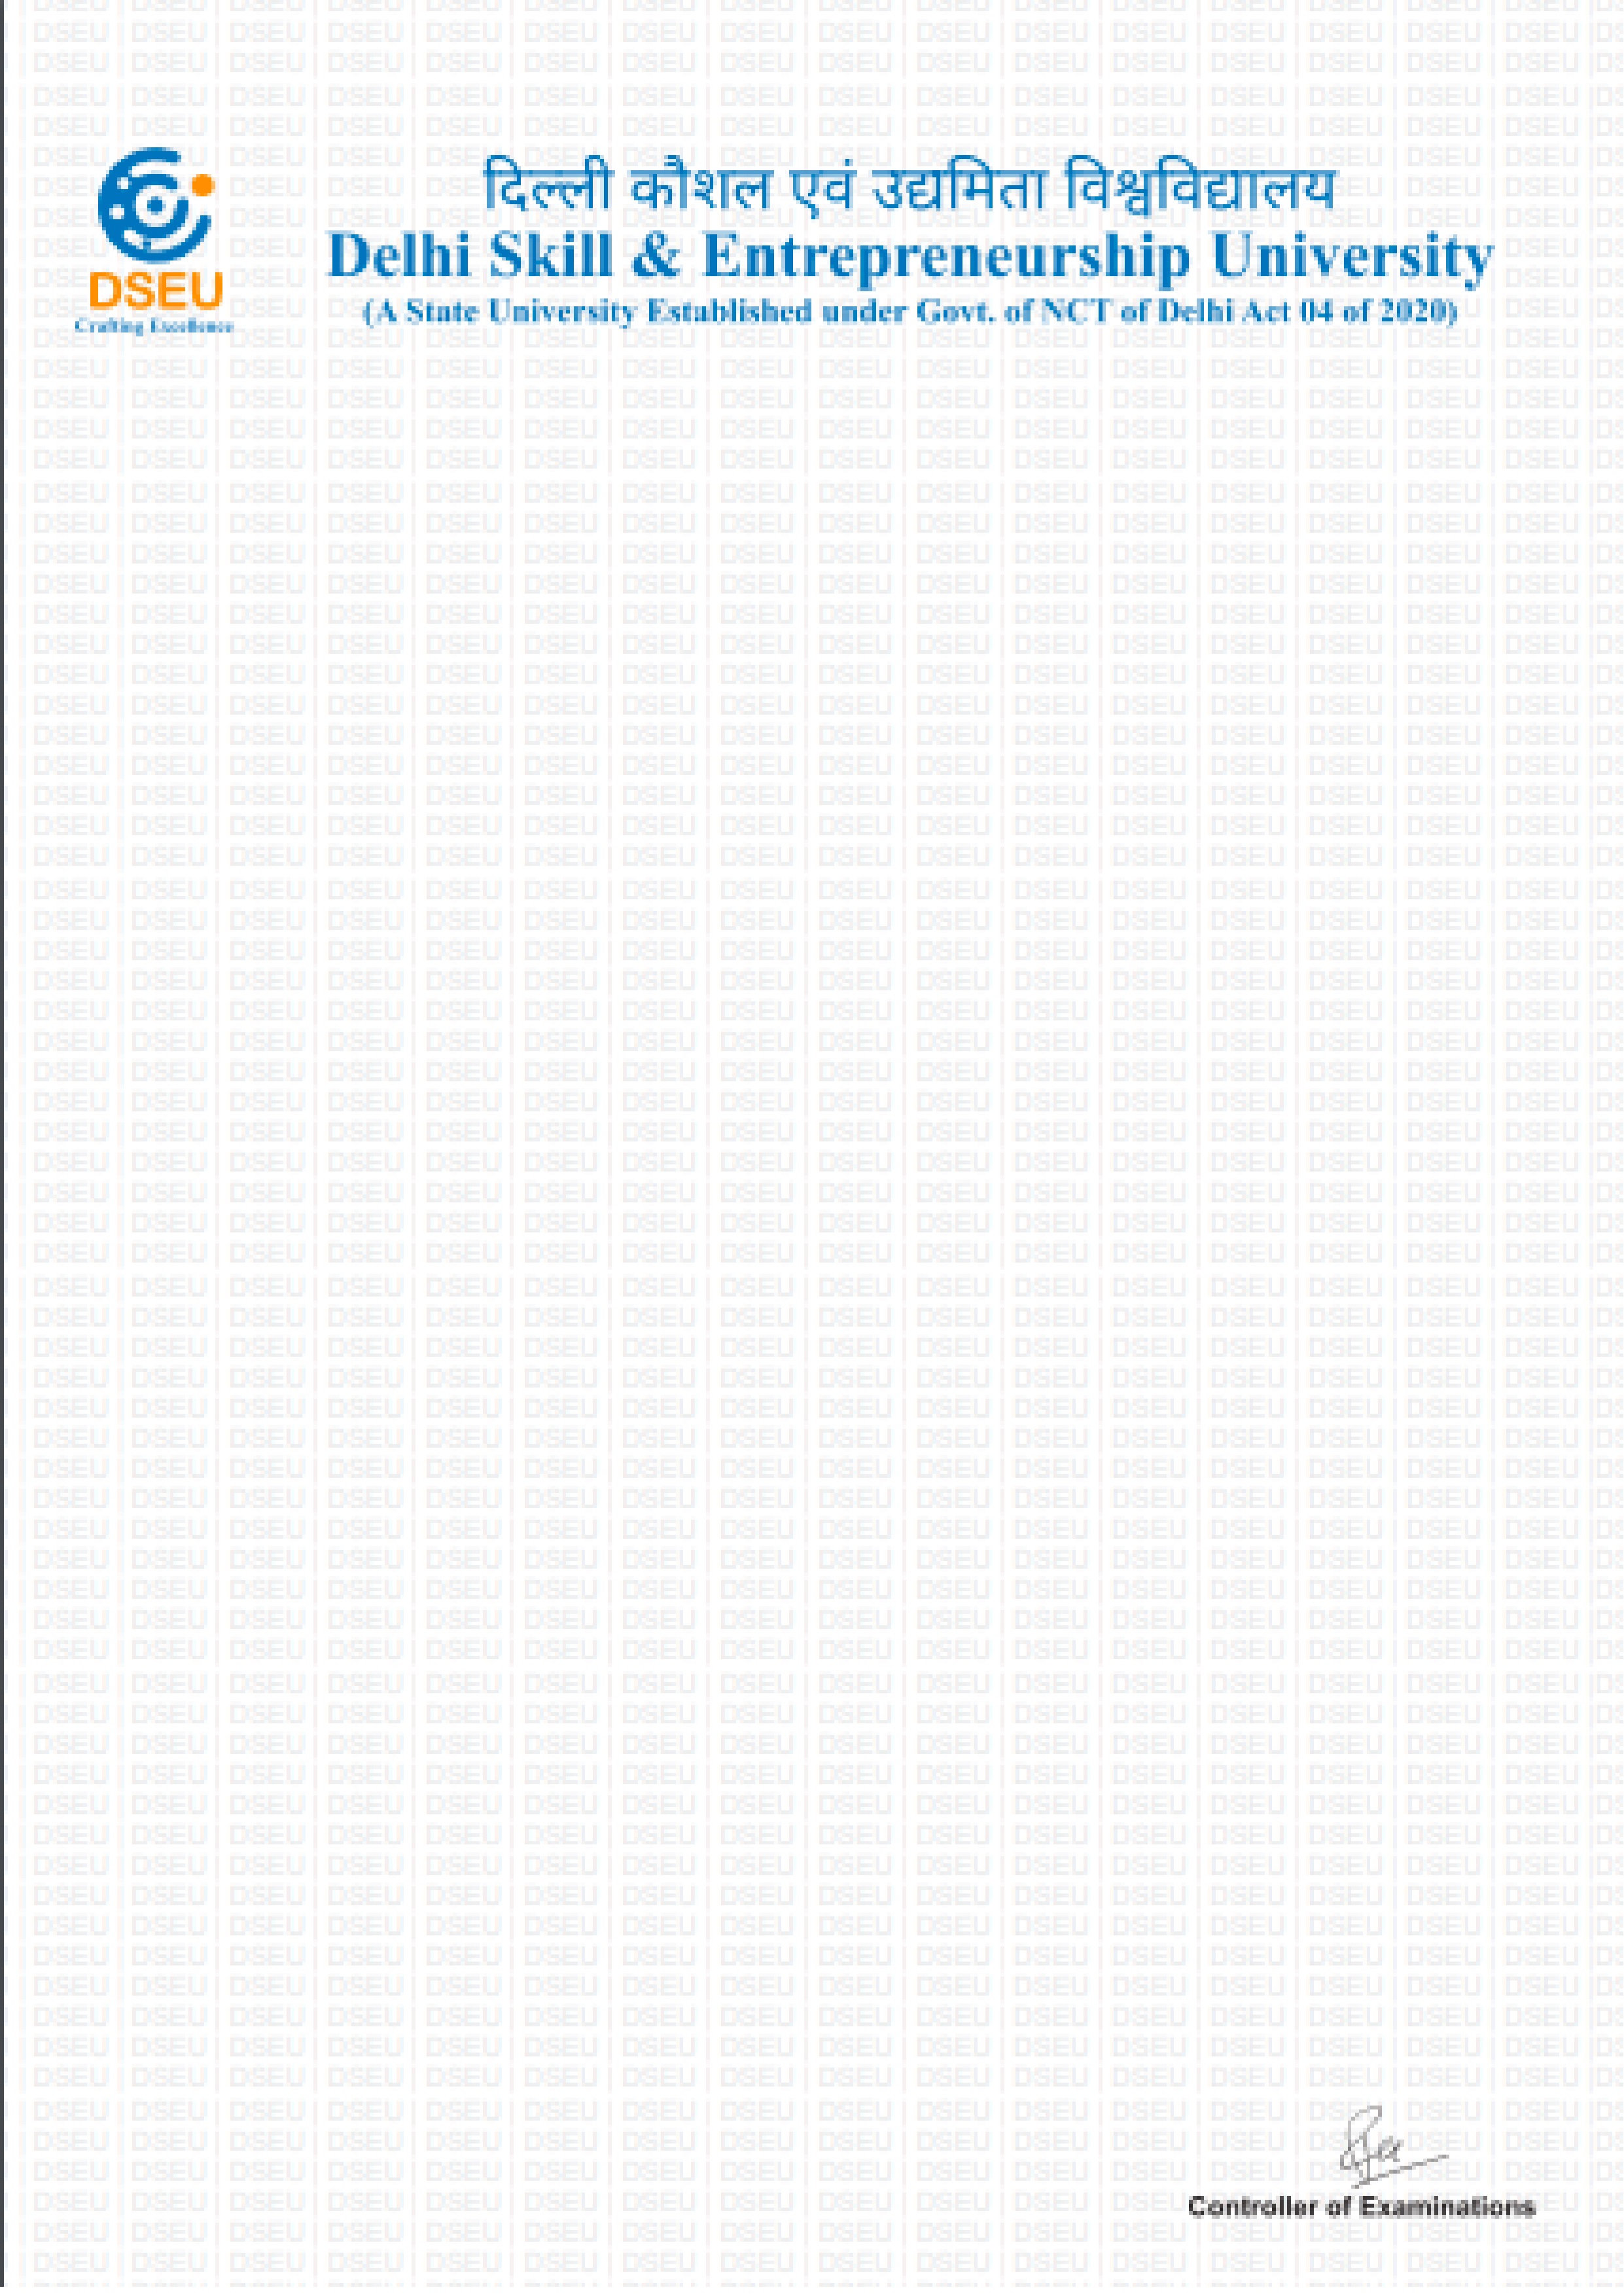 दिल्ली कौशल एवं उद्यमिता विश्वविद्यालय
Delhi Skill & Entrepreneurship University
(A State University Established under Govt. of NCT of Delhi Act 04 of 2020)
DSEU
Crafting Excellence
Controller of Examinations